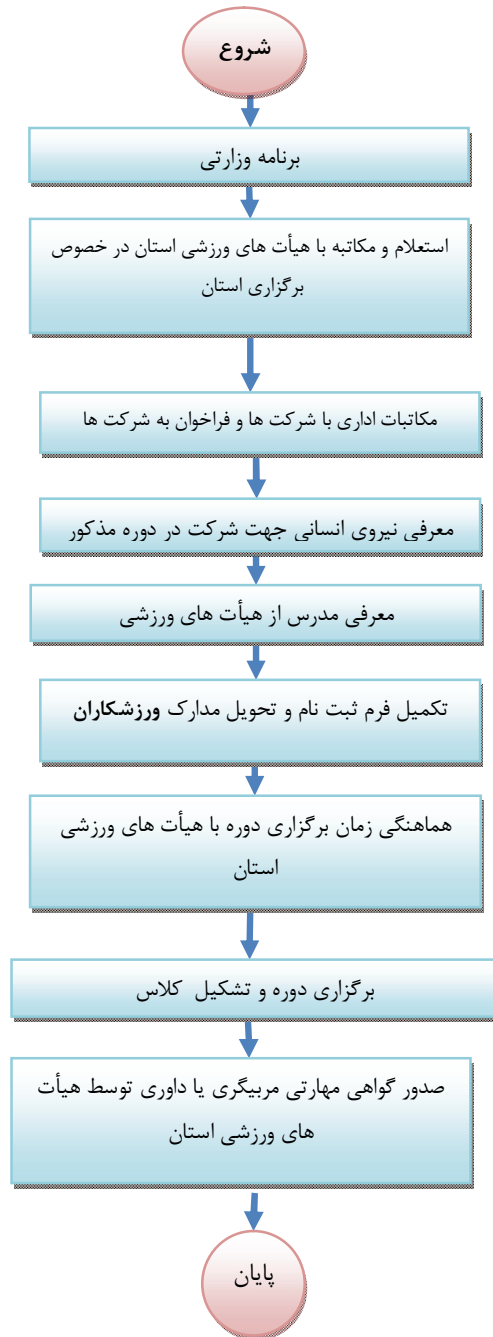 شروع
برنامه وزارتی
استعلام و مکاتبه با هیأت های ورزشی استان در خصوص
برگزاری استان
مکاتبات اداری با شرکت ها و فراخوان به شرکت ها
معرفی نیروی انسانی جهت شرکت در دوره مذکور
معرفی مدرس از هیأت های ورزشی
تکمیل فرم ثبت نام و تحویل مدارک ورزشکاران
هماهنگی زمان برگزاری دوره با هیأت های ورزشی
استان
برگزاری دوره و تشکیل کلاس
صدور گواهی مهارتی مربیگری یا داوری توسط هیأت
های ورزشی استان
پایان